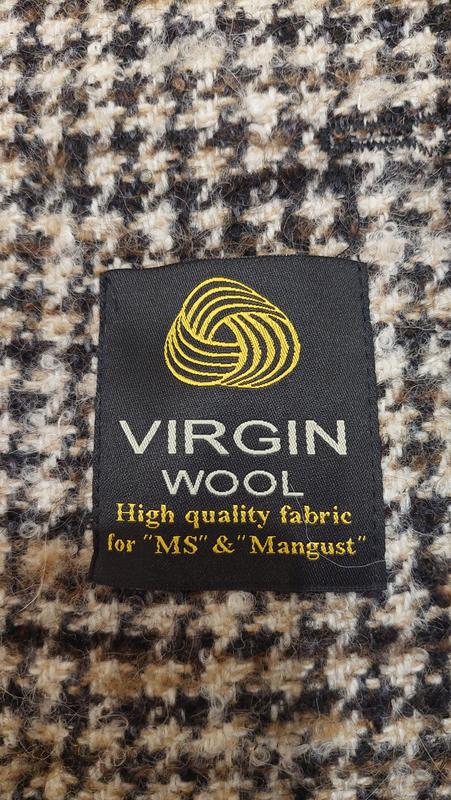 VIRGIN
WOOL
High quality fabric
for "MS" & "Mangust"